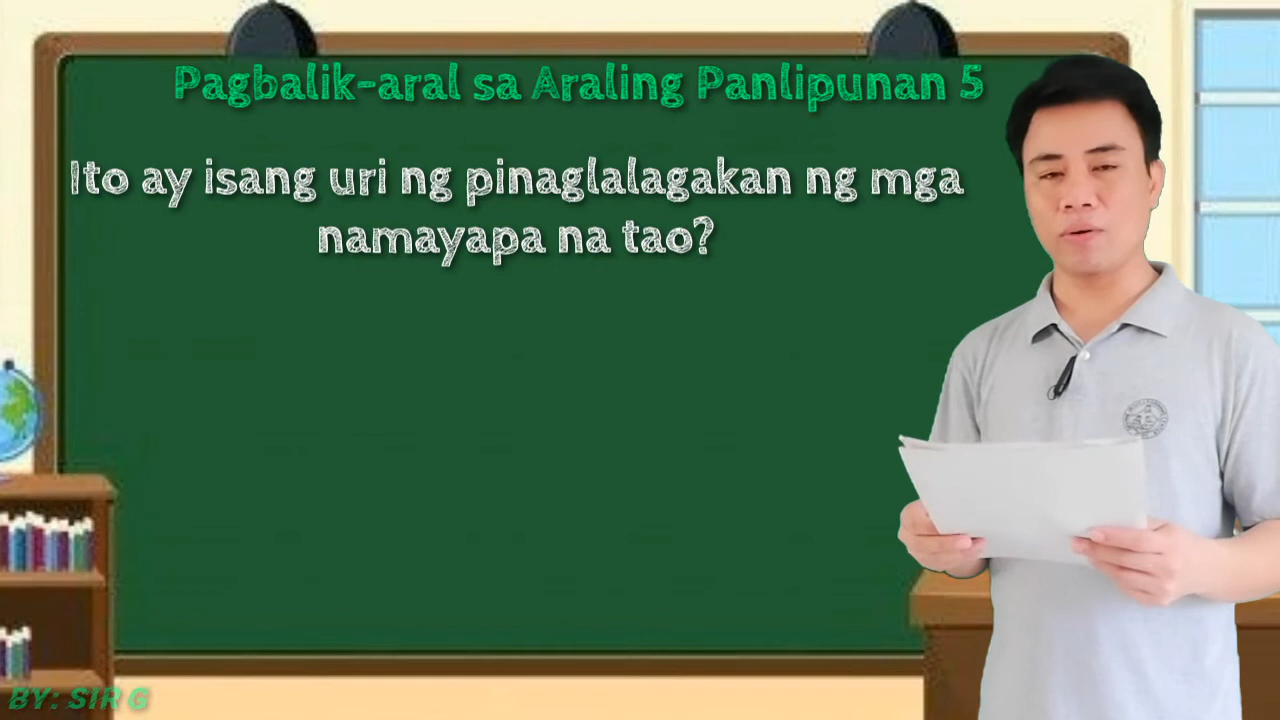 Pagbalik-aral sa Araling Panlipunan 5
Ito ay isang uri ng pinaglalagakan ng mga
namayapa na tao?
BY: SIR G